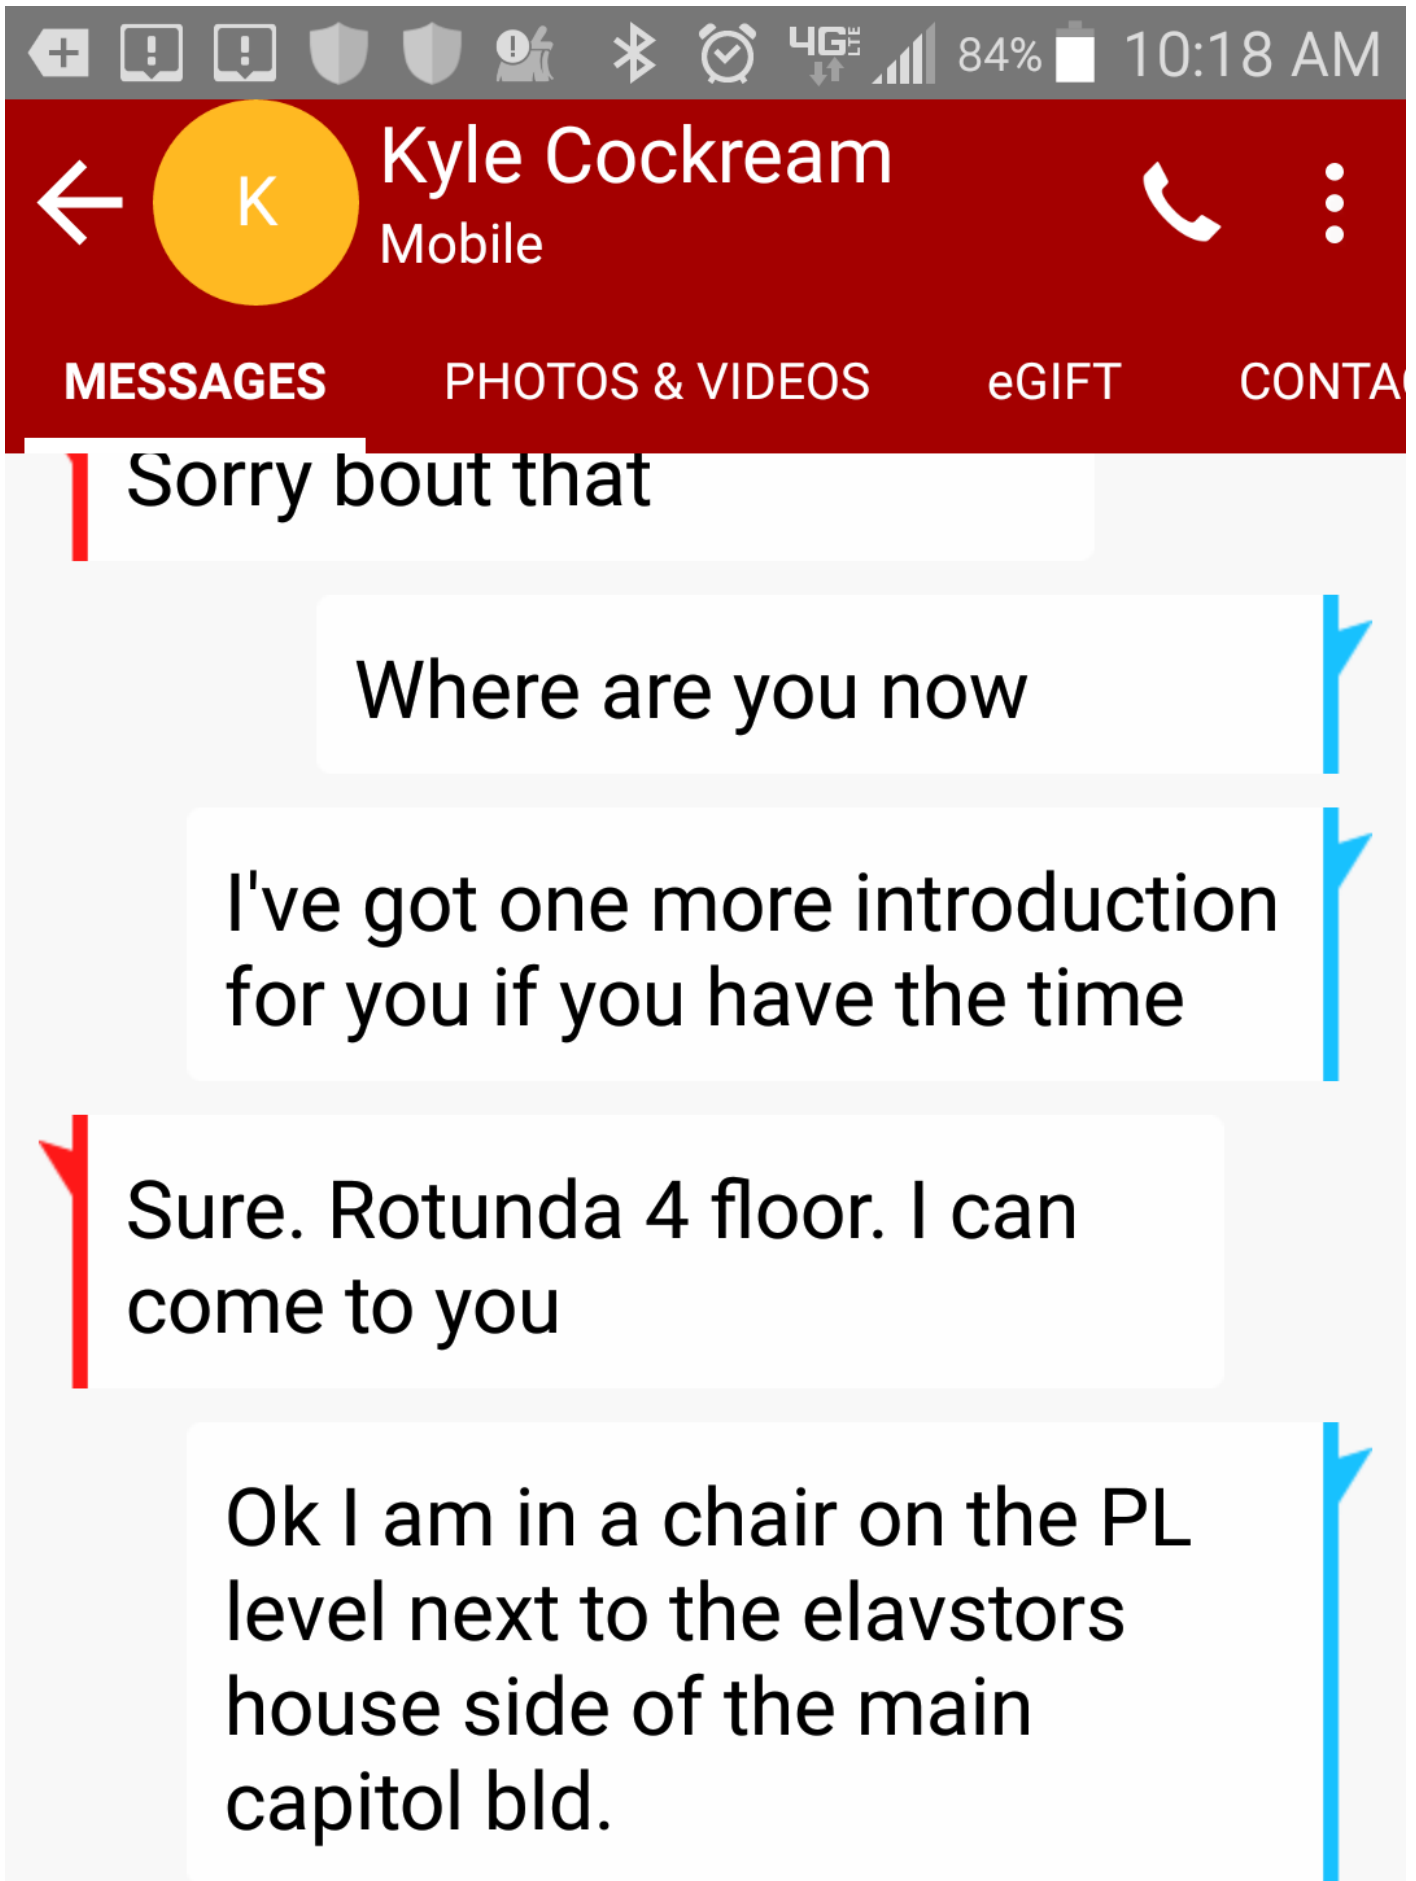 4G LTE 84% 10:18 AM
K
Kyle Cockream
Mobile
MESSAGES PHOTOS & VIDEOS eGIFT CONTA
Sorry bout that
Where are you now
I've got one more introduction
for you if you have the time
Sure. Rotunda 4 floor. I can
come to you
Ok I am in a chair on the PL
level next to the elavstors
house side of the main
capitol bld.